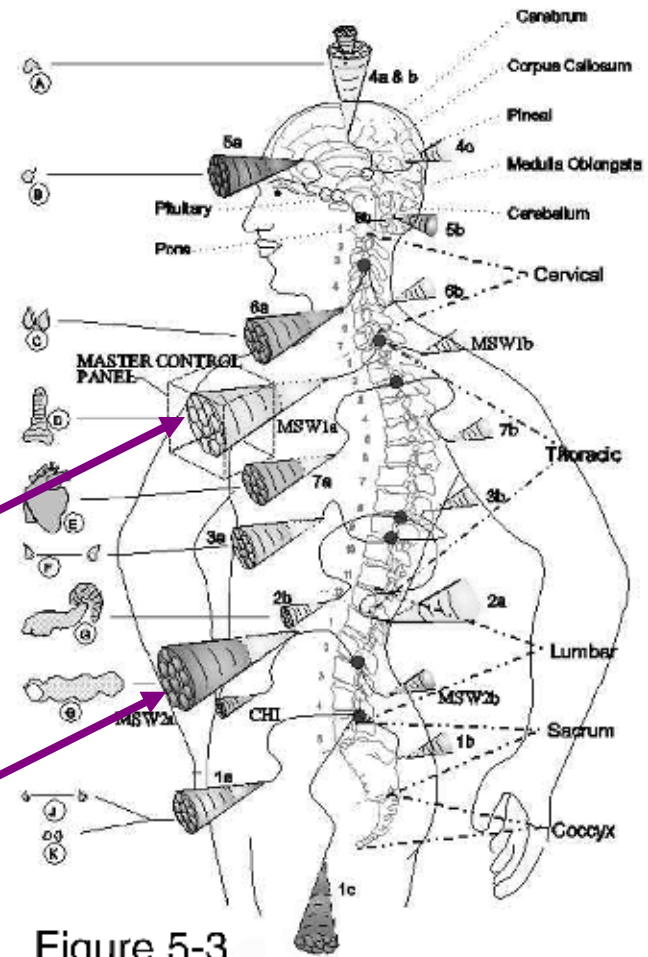 Cerebrum
4a & b
Corpus Callosum
A
5a
Pineal
4c
B
Medulla Oblongata
Pituitary
Cerebellum
5b
Pons
Cervical
6a
6b
C
MASTER CONTROL
PANEL
MSW1b
D
MSW1a
7b
7a
Thoracic
E
3b
3a
F
2b
2a
G
Lumbar
MSW2b
MSW2a
CHI
Sacrum
1b
1a
J
Coccyx
K
1c
Figure 5-3